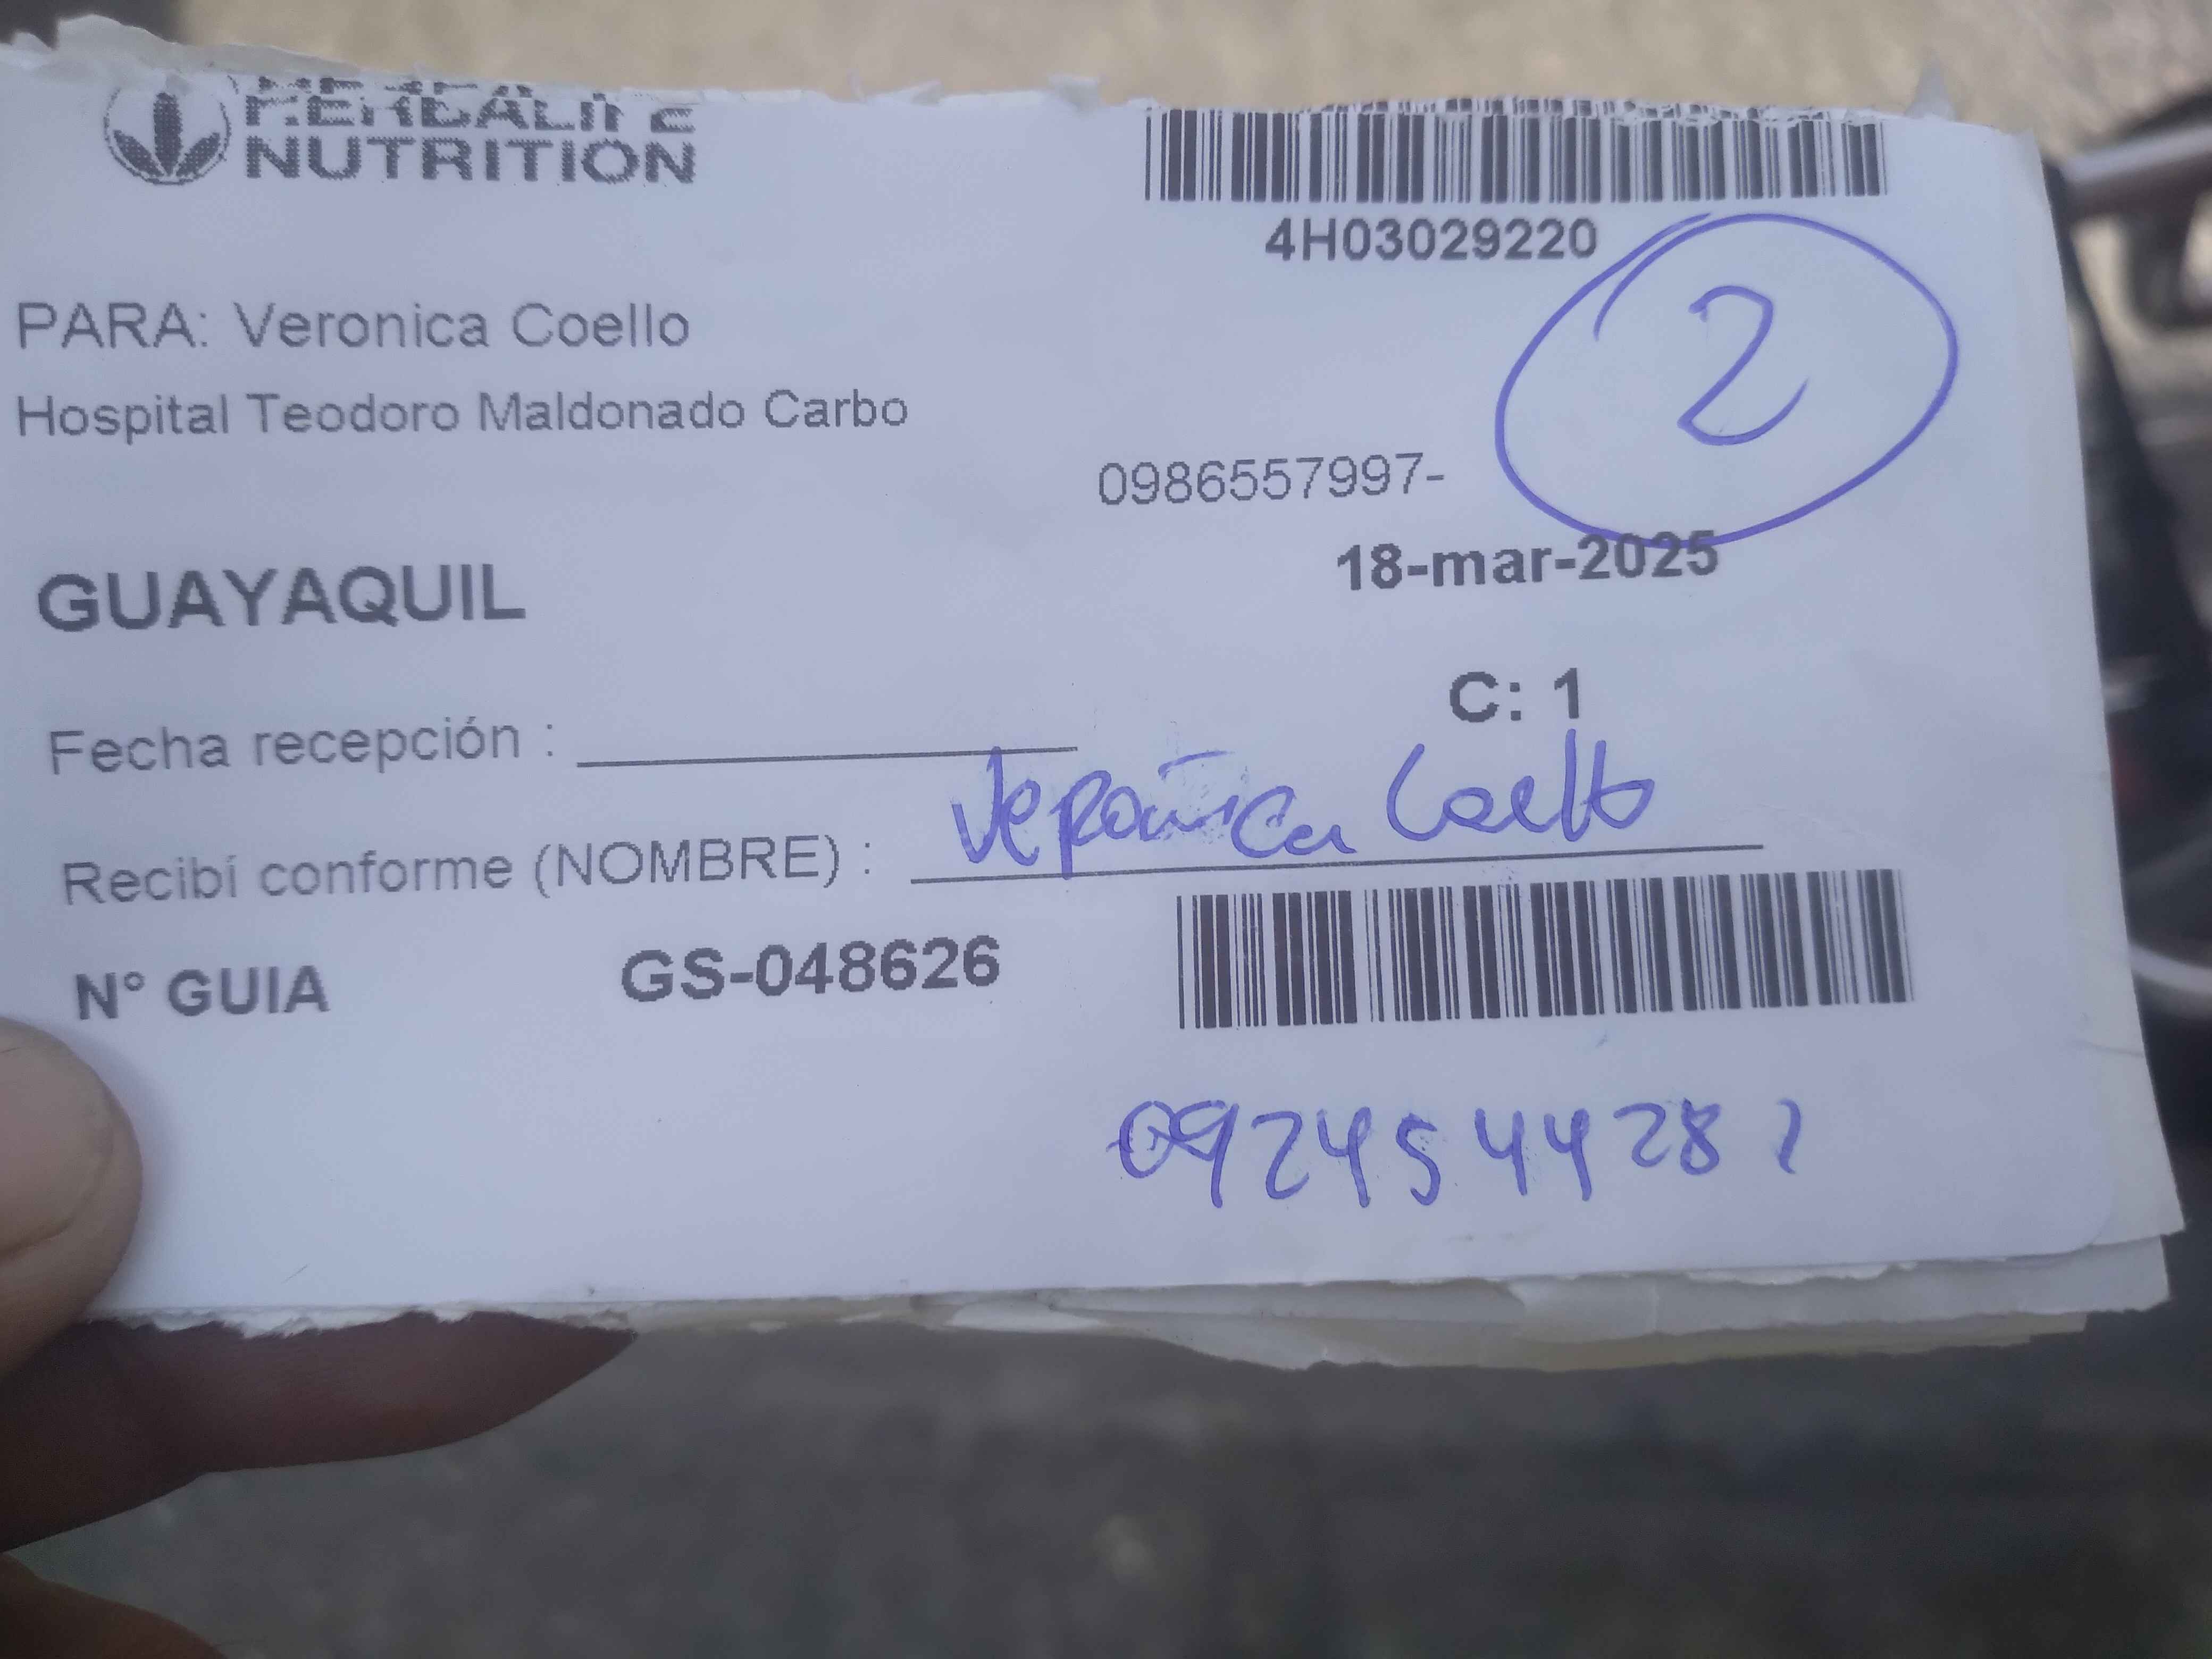 HERBALIFE
NUTRITION
4H03029220
2
PARA: Veronica Coello
Hospital Teodoro Maldonado Carbo
0986557997-
18-mar-2025
GUAYAQUIL
C: 1
Fecha recepción :
Recibí conforme (NOMBRE) : Veronica Coello
N° GUIA GS-048626
0924544281